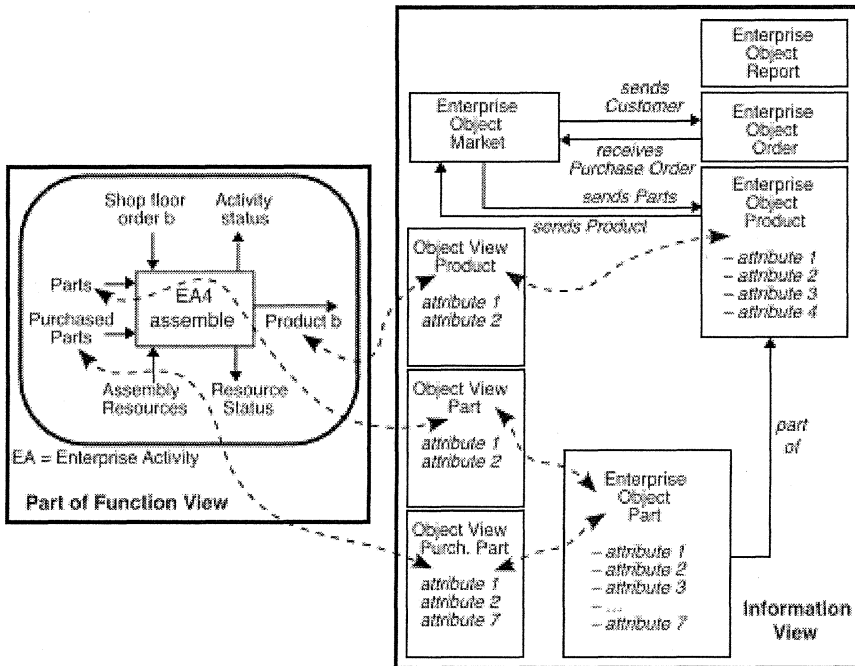 Shop floor
order b
Activity
status
Parts
EA4
assemble
Purchased
Parts
Product b
Assembly
Resources
Resource
Status
EA = Enterprise Activity
Part of Function View
Enterprise
Object
Report
Enterprise
Object
Market
sends
Customer
Enterprise
Object
Order
receives
Purchase Order
sends Parts
sends Product
Enterprise
Object
Product
– attribute 1
– attribute 2
– attribute 3
– attribute 4
Object View
Product
attribute 1
attribute 2
Object View
Part
attribute 1
attribute 2
part
of
Enterprise
Object
Part
– attribute 1
– attribute 2
– attribute 3
– ...
– attribute 7
Object View
Purch. Part
attribute 1
attribute 2
attribute 7
Information
View